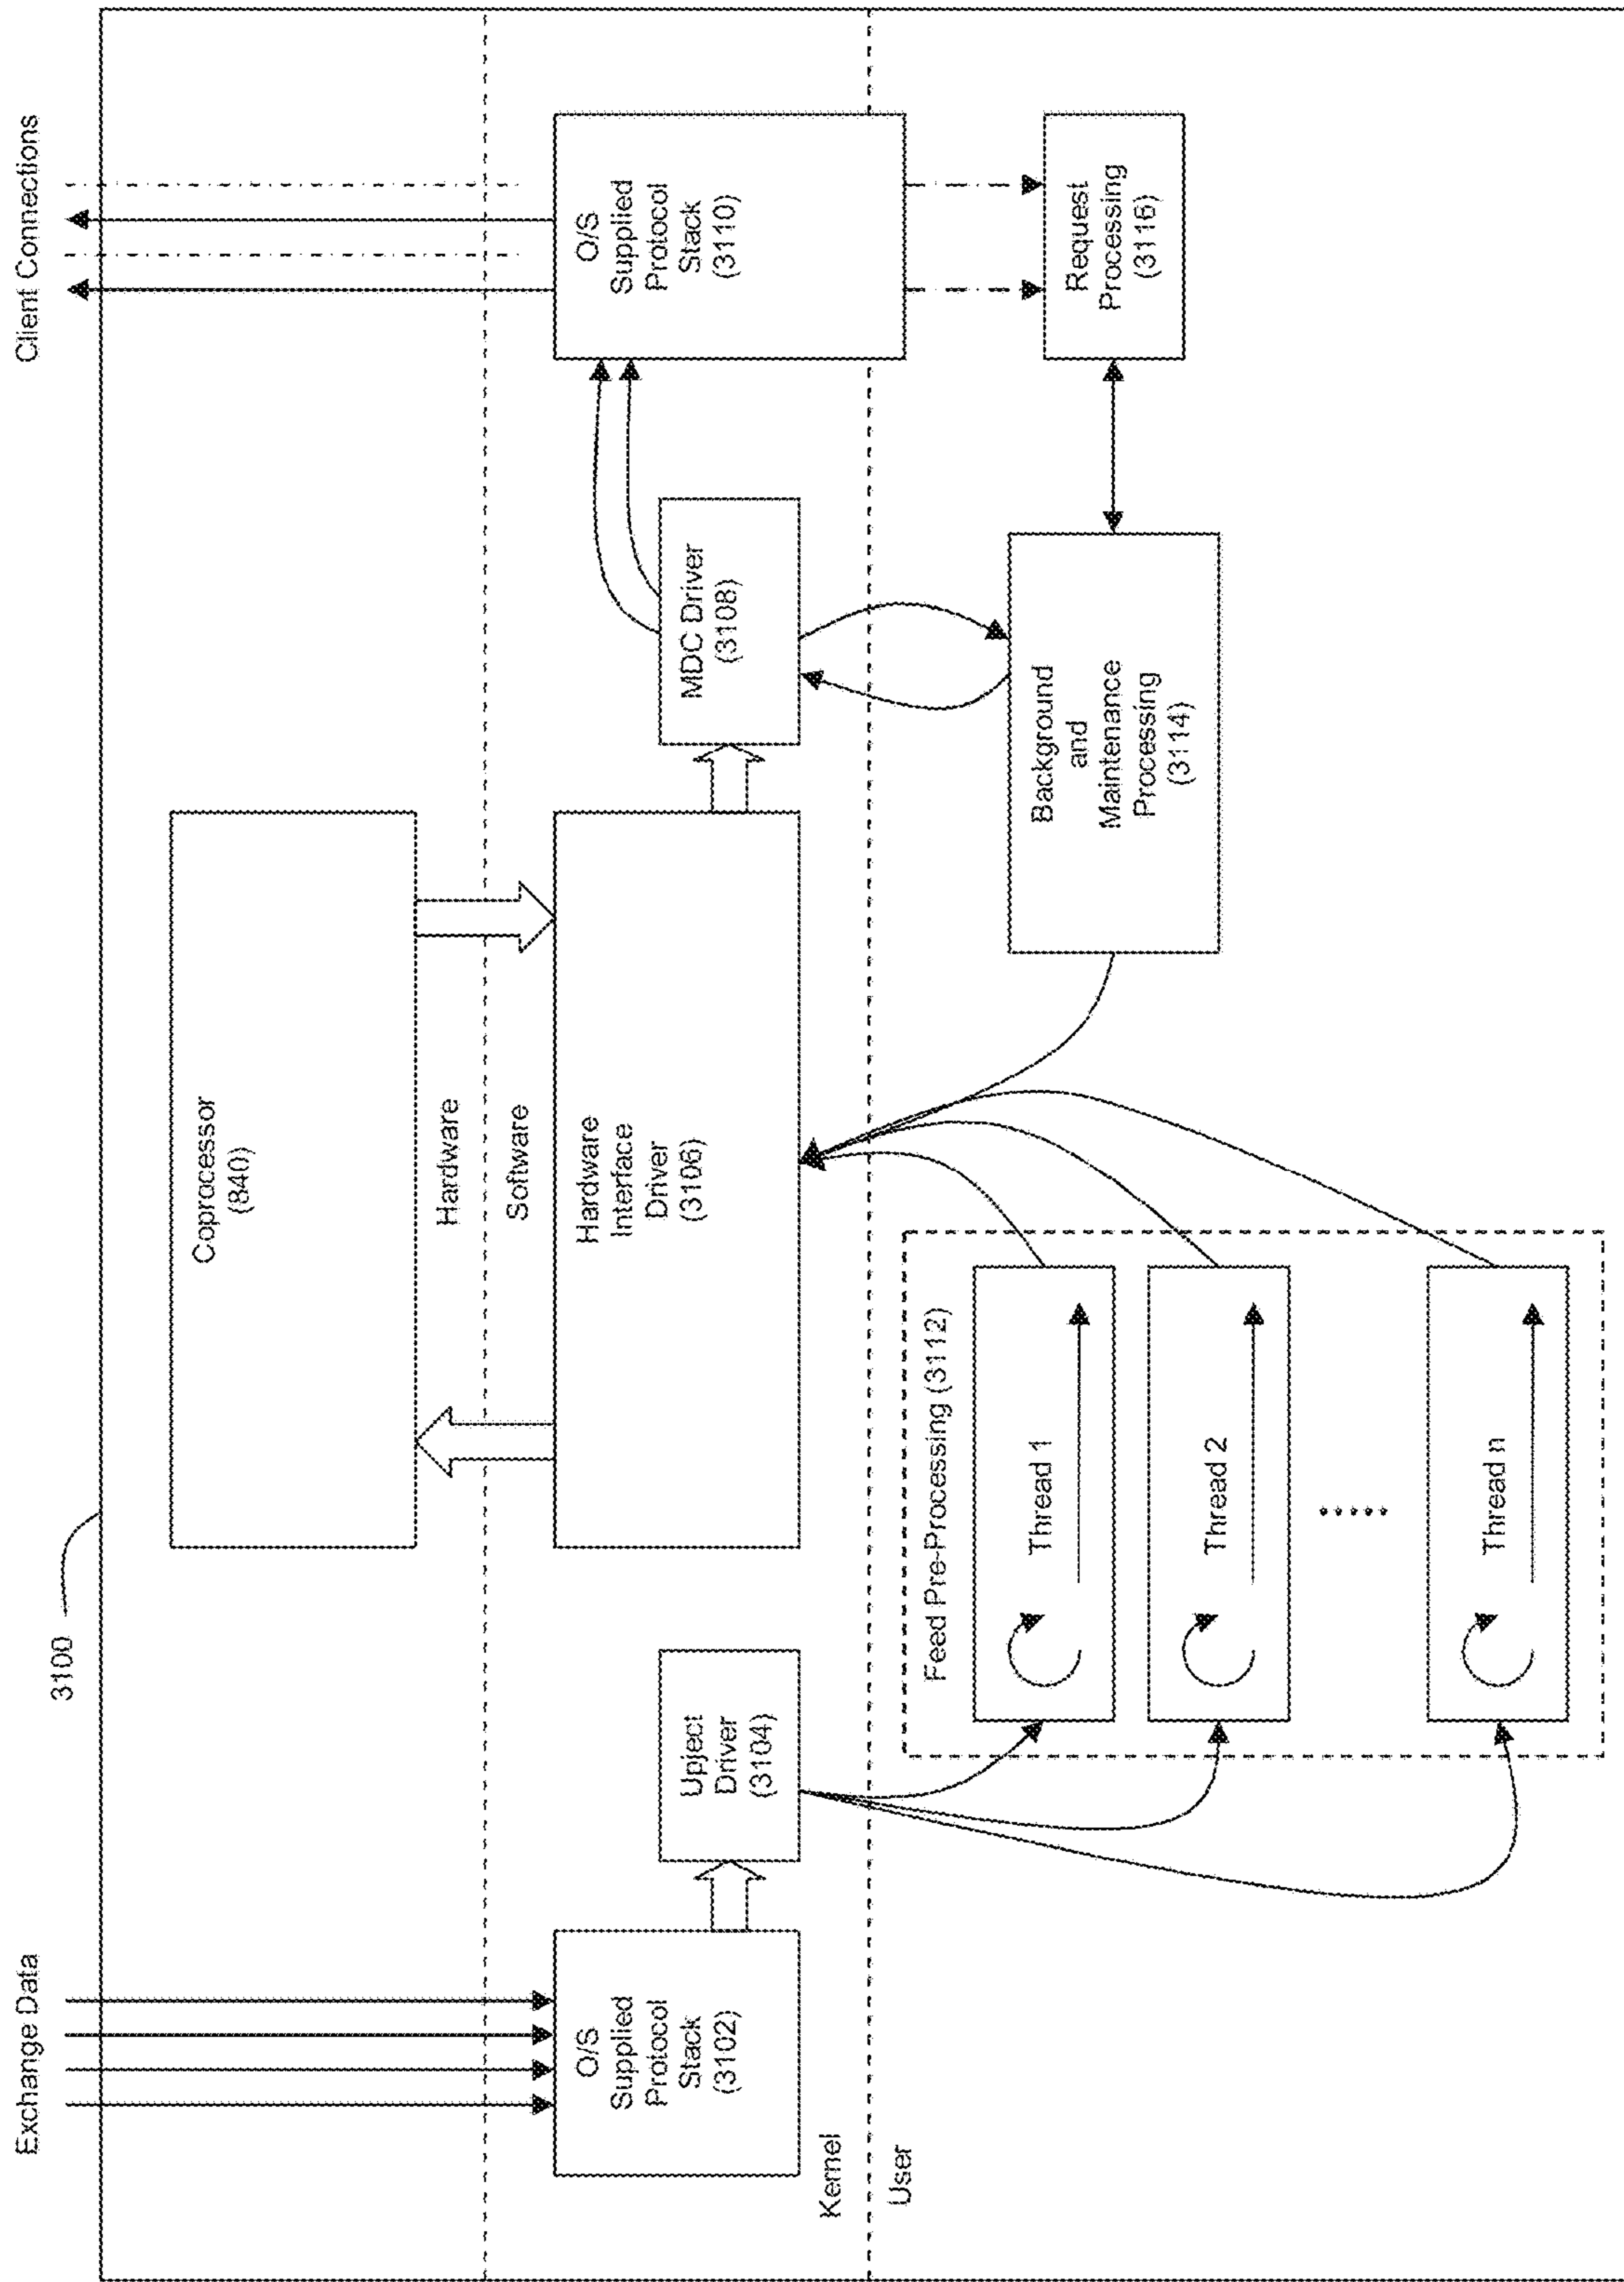 Exchange Data
Client Connections
3100
Coprocessor
(840)
Hardware
Software
O/S
Supplied
Protocol
Stack
(3102)
Upject
Driver
(3104)
Hardware
Interface
Driver
(3106)
MDC Driver
(3108)
O/S
Supplied
Protocol
Stack
(3110)
Kernel
User
Feed Pre-Processing (3112)
Thread 1
Thread 2
.....
Thread n
Background
and
Maintenance
Processing
(3114)
Request
Processing
(3116)